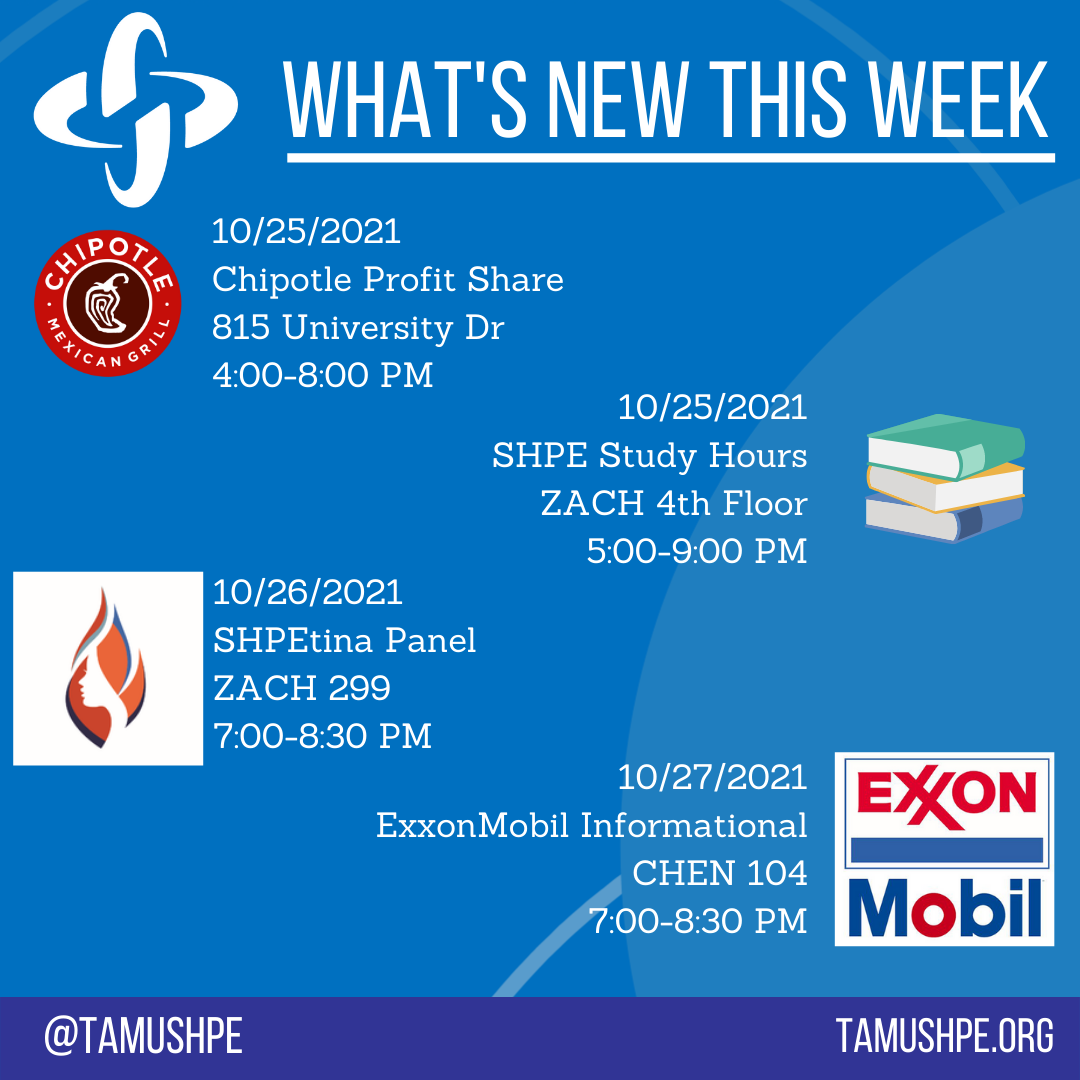 WHAT'S NEW THIS WEEK
CHIPOTLE
MEXICAN GRILL
10/25/2021
Chipotle Profit Share
815 University Dr
4:00-8:00 PM
10/25/2021
SHPE Study Hours
ZACH 4th Floor
5:00-9:00 PM
10/26/2021
SHPEtina Panel
ZACH 299
7:00-8:30 PM
10/27/2021
ExxonMobil Informational
CHEN 104
7:00-8:30 PM
EXXON
Mobil
@TAMUSHPE
TAMUSHPE.ORG